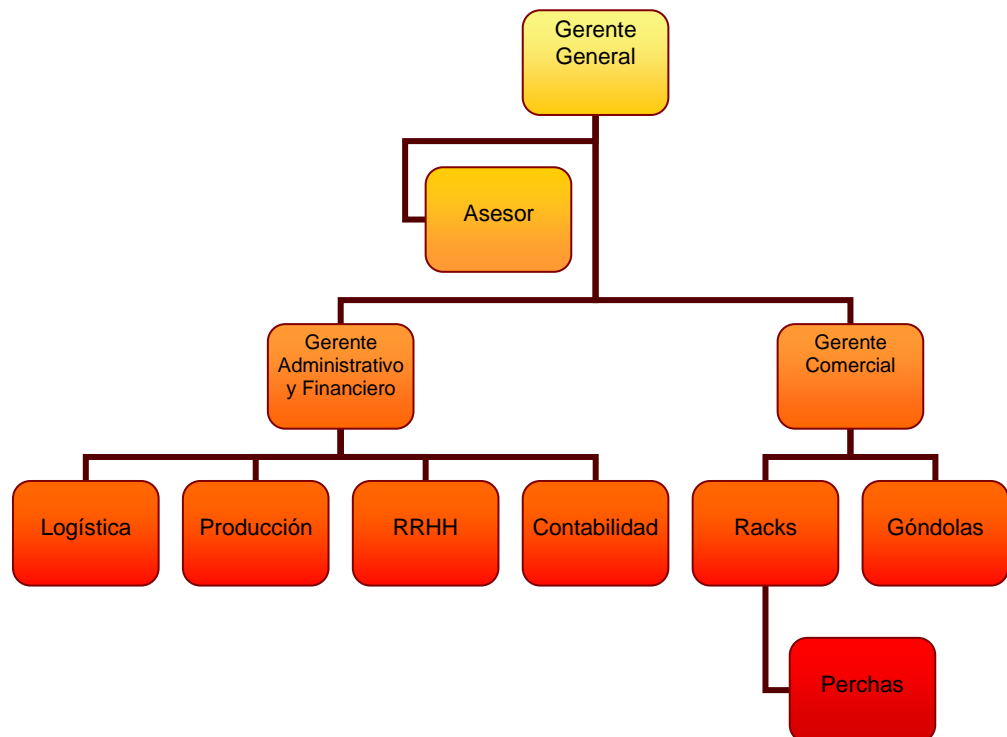 Gerente
General
Asesor
Gerente
Administrativo
y Financiero
Gerente
Comercial
Logística
Producción
RRHH
Contabilidad
Racks
Góndolas
Perchas